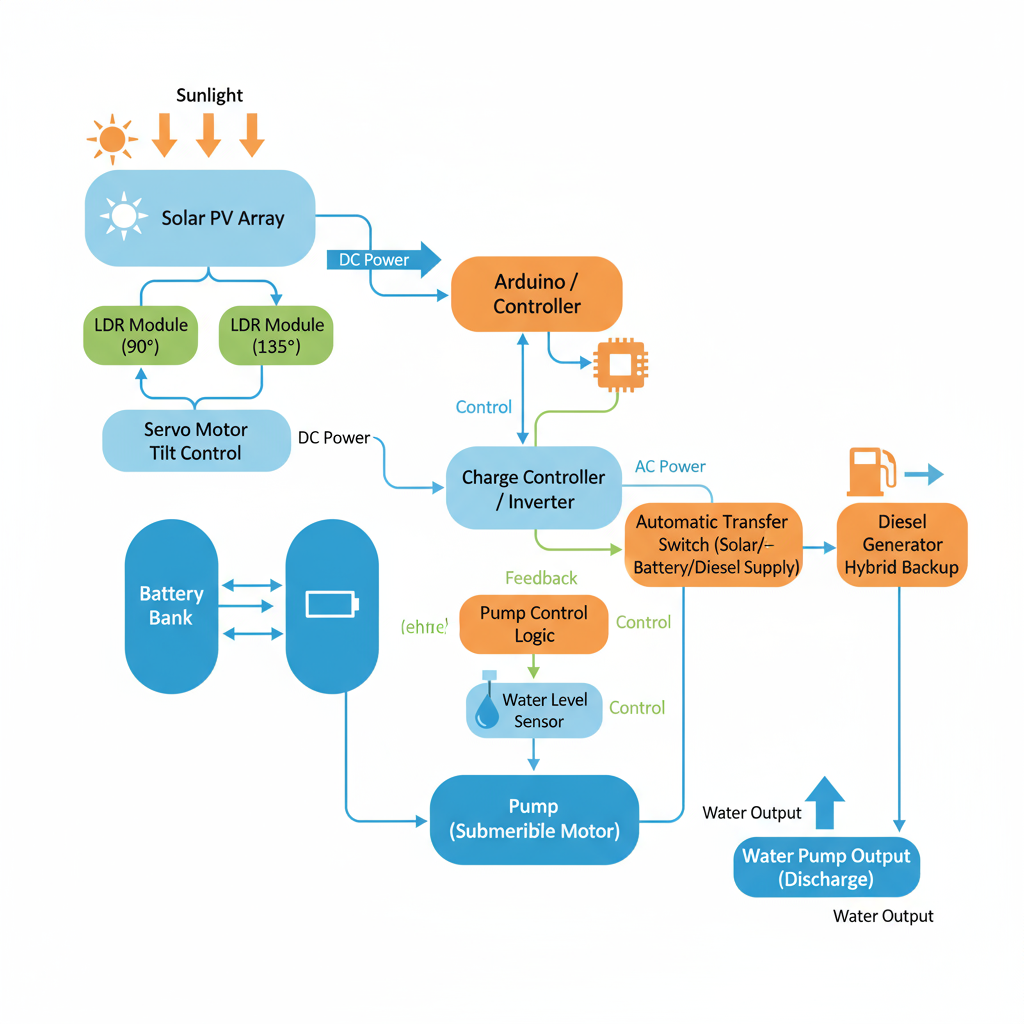 Sunlight
Solar PV Array
DC Power
Arduino /
Controller
LDR Module
(90°)
LDR Module
(135°)
Control
Servo Motor
Tilt Control
DC Power
Charge Controller
/ Inverter
AC Power
Automatic Transfer
Switch (Solar/–
Battery/Diesel Supply)
Diesel
Generator
Hybrid Backup
Battery
Bank
Feedback
Pump Control
Logic
Control
Water Level
Sensor
Control
Pump
(Submerible Motor)
Water Output
Water Pump Output
(Discharge)
Water Output